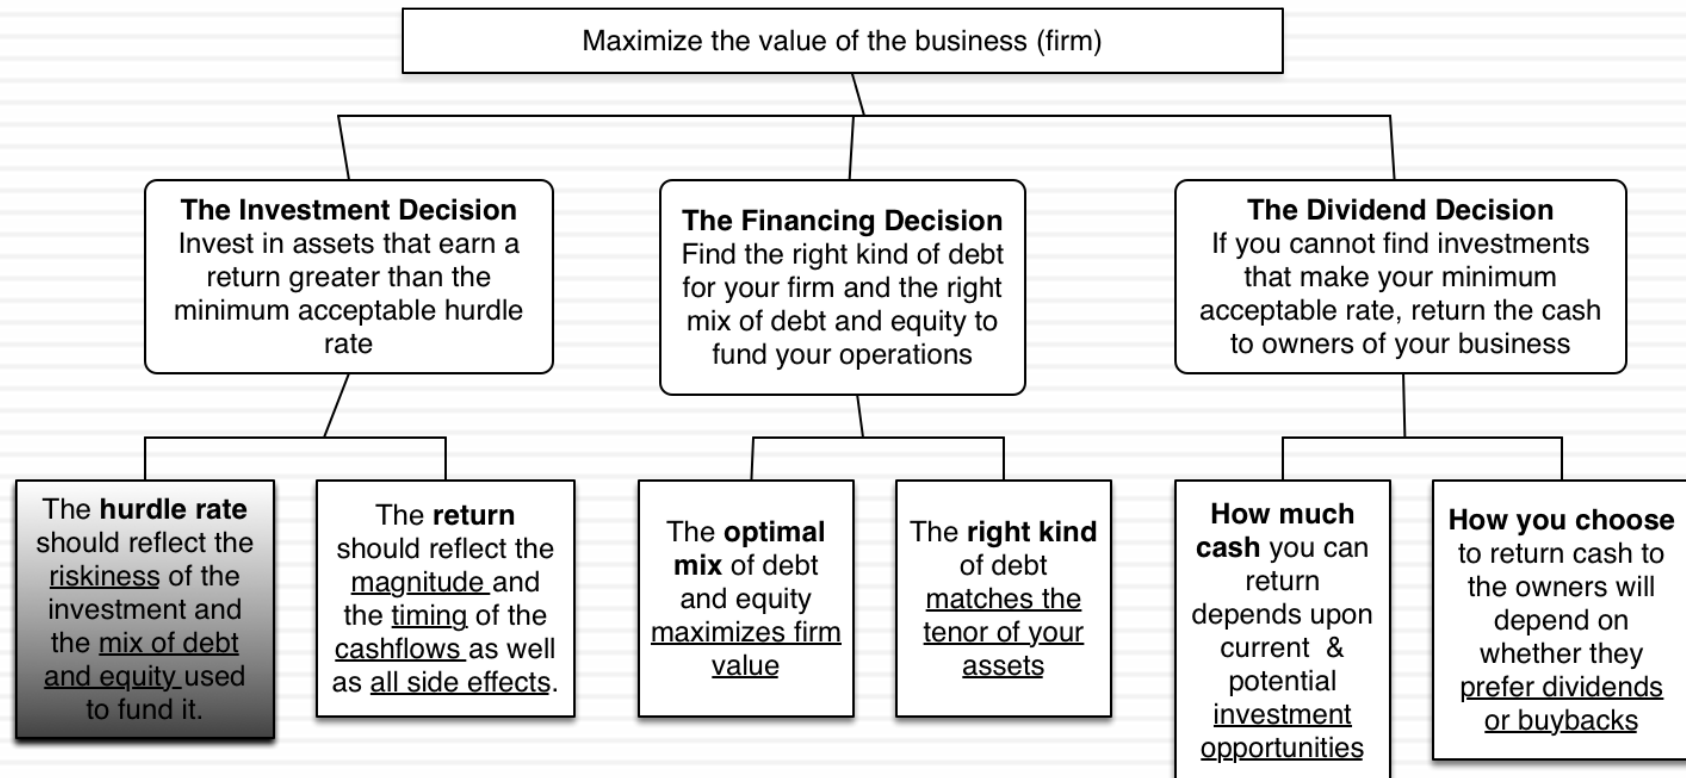 Maximize the value of the business (firm)
The Investment Decision
Invest in assets that earn a
return greater than the
minimum acceptable hurdle
rate
The Financing Decision
Find the right kind of debt
for your firm and the right
mix of debt and equity to
fund your operations
The Dividend Decision
If you cannot find investments
that make your minimum
acceptable rate, return the cash
to owners of your business
The hurdle rate
should reflect the
riskiness of the
investment and
the mix of debt
and equity used
to fund it.
The return
should reflect the
magnitude and
the timing of the
cashflows as well
as all side effects.
The optimal
mix of debt
and equity
maximizes firm
value
The right kind
of debt
matches the
tenor of your
assets
How much
cash you can
return
depends upon
current &
potential
investment
opportunities
How you choose
to return cash to
the owners will
depend on
whether they
prefer dividends
or buybacks